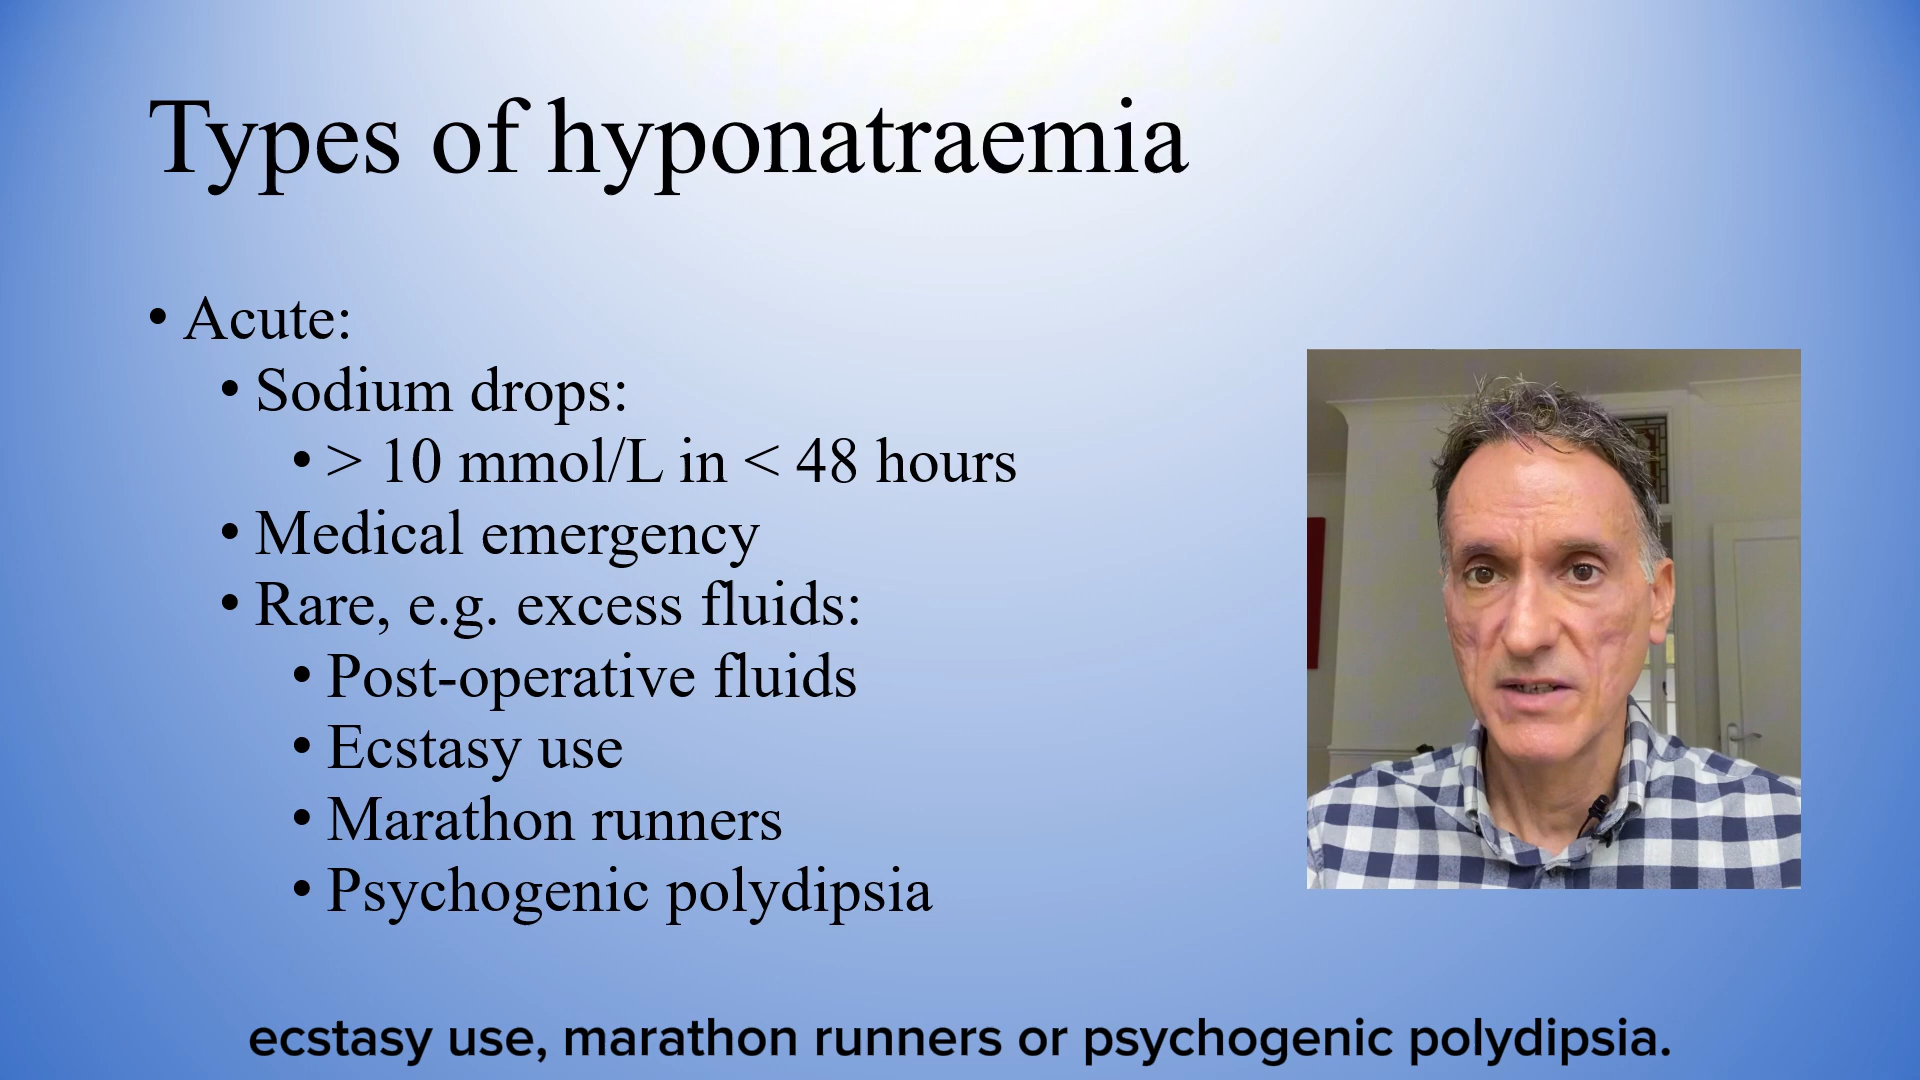 Types of hyponatraemia
• Acute:
• Sodium drops:
• > 10 mmol/L in < 48 hours
• Medical emergency
• Rare, e.g. excess fluids:
• Post-operative fluids
• Ecstasy use
• Marathon runners
• Psychogenic polydipsia
ecstasy use, marathon runners or psychogenic polydipsia.